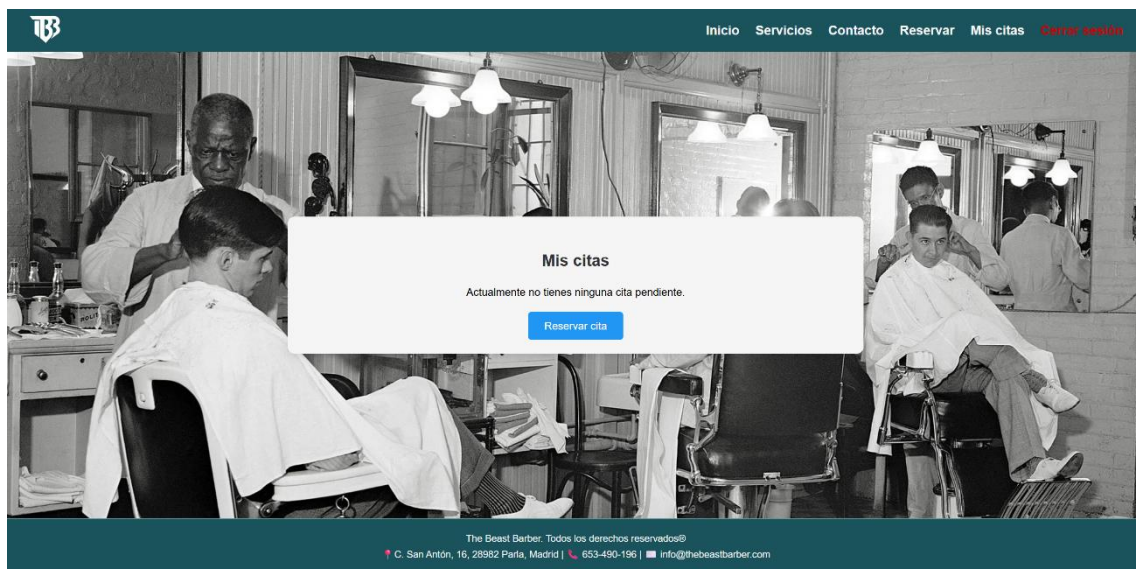 TBB
Inicio Servicios Contacto Reservar Mis citas Cerrar sesión
Mis citas
Actualmente no tienes ninguna cita pendiente.
Reservar cita
The Beast Barber. Todos los derechos reservados®
C. San Antón, 16, 28982 Parla, Madrid | 653-490-196 | info@thebeastbarber.com